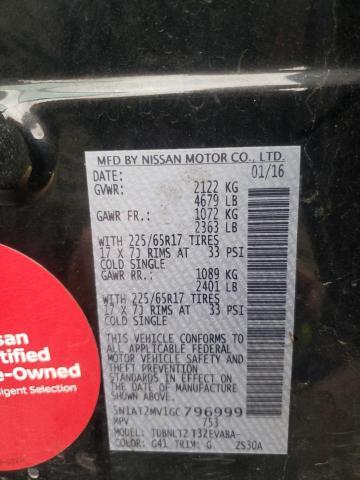 MFD BY NISSAN MOTOR CO., LTD.
DATE: 01/16
GVWR: 2122 KG
4679 LB
GAWR FR.: 1072 KG
2363 LB
WITH 225/65R17 TIRES
17 X 7J RIMS AT 33 PSI
COLD SINGLE
GAWR RR.: 1089 KG
2401 LB
WITH 225/65R17 TIRES
17 X 7J RIMS AT 33 PSI
COLD SINGLE
THIS VEHICLE CONFORMS
TO ALL APPLICABLE FEDERAL
MOTOR VEHICLE SAFETY
AND THEFT PREVENTION
STANDARDS IN EFFECT
ON THE DATE OF
MANUFACTURE SHOWN ABOVE
5N1AT2MV1GC796999
MPV 753
TDBNLTZ T32EVABA-
COLOR: G41 TRIM: G ZS30A
ssan
rtified
e-Owned
ligent Selection